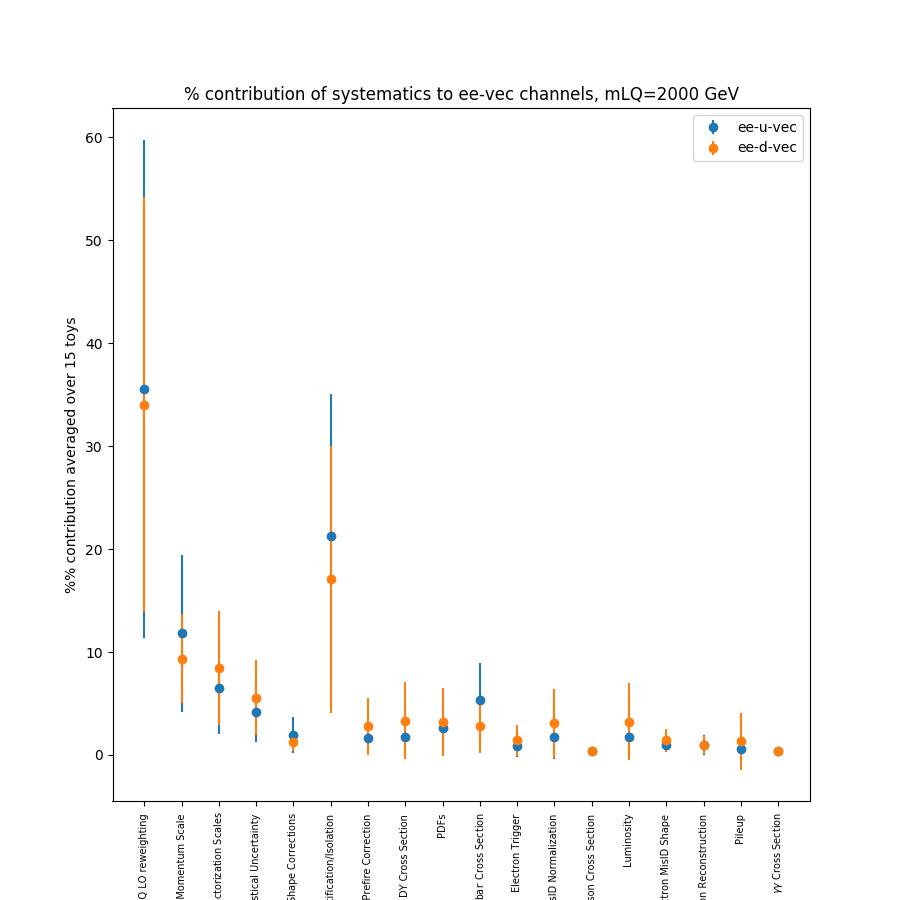 % contribution of systematics to ee-vec channels, mLQ=2000 GeV
ee-u-vec
ee-d-vec
%% contribution averaged over 15 toys
60
50
40
30
20
10
0
Q LO reweighting
Momentum Scale
ctorization Scales
stical Uncertainty
Shape Corrections
ification/Isolation
Prefire Correction
DY Cross Section
PDFs
bar Cross Section
Electron Trigger
sID Normalization
son Cross Section
Luminosity
tron MisID Shape
on Reconstruction
Pileup
γγ Cross Section